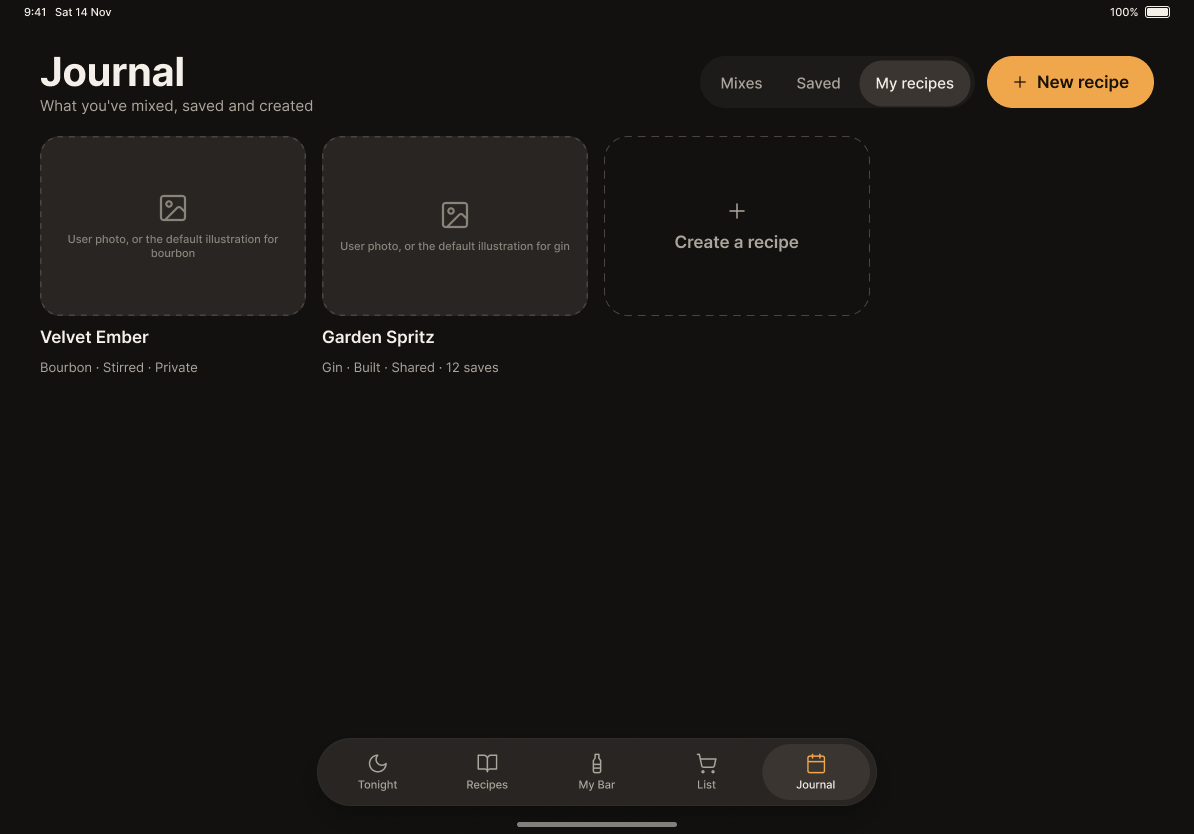 9:41 Sat 14 Nov
100%
Journal
What you've mixed, saved and created
Mixes
Saved
My recipes
+ New recipe
User photo, or the default illustration for
bourbon
User photo, or the default illustration for gin
Create a recipe
Velvet Ember
Bourbon · Stirred · Private
Garden Spritz
Gin · Built · Shared · 12 saves
Tonight
Recipes
My Bar
List
Journal